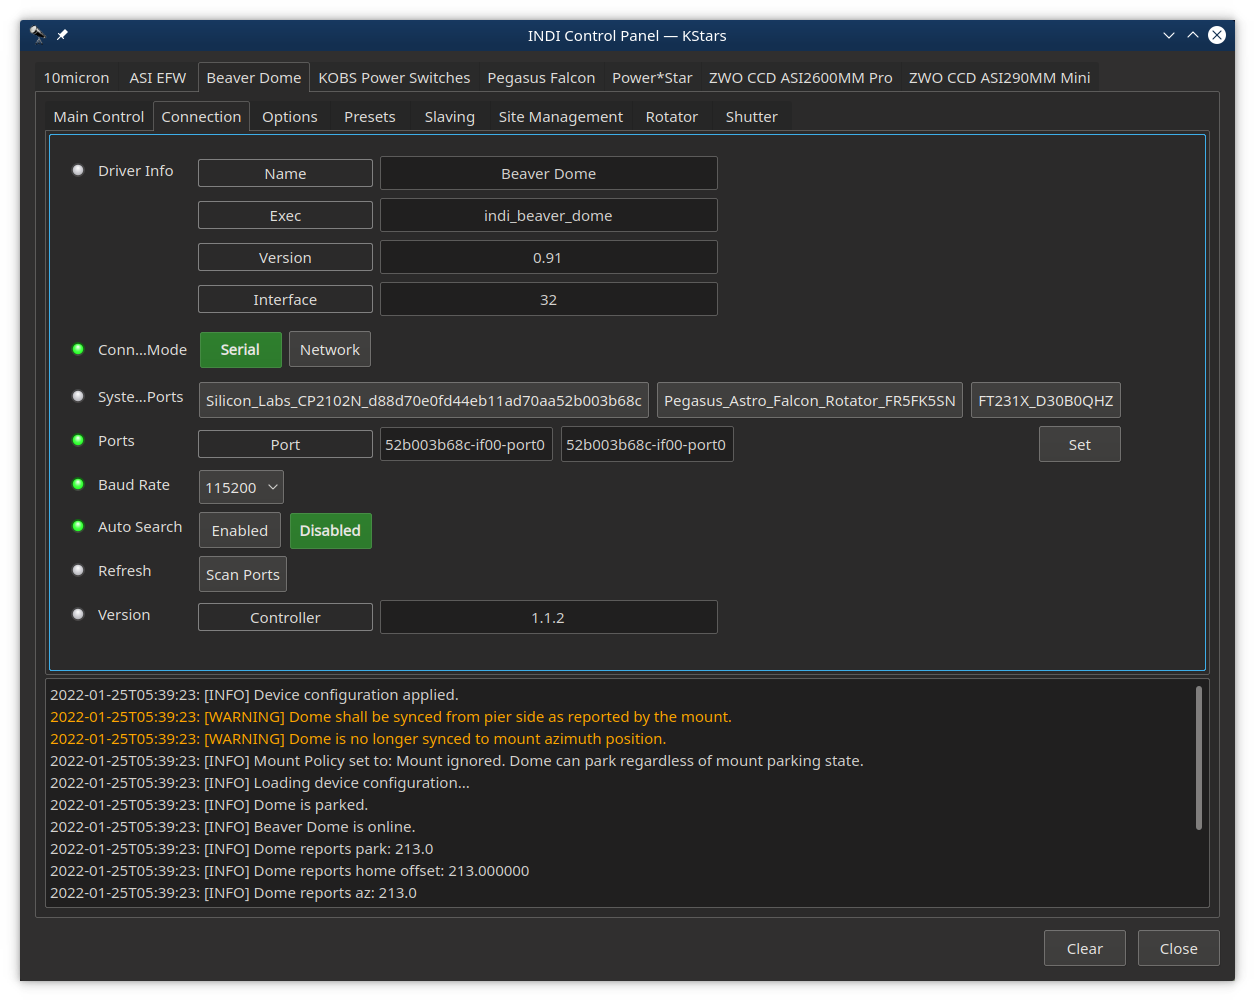 INDI Control Panel — KStars
10micron ASI EFW Beaver Dome KOBS Power Switches Pegasus Falcon Power*Star ZWO CCD ASI2600MM Pro ZWO CCD ASI290MM Mini
Main Control Connection Options Presets Slaving Site Management Rotator Shutter
Driver Info Name Beaver Dome
Exec indi_beaver_dome
Version 0.91
Interface 32
Conn...Mode Serial Network
Syste...Ports Silicon_Labs_CP2102N_d88d70e0fd44eb11ad70aa52b003b68c Pegasus_Astro_Falcon_Rotator_FR5FK5SN FT231X_D30B0QHZ
Ports Port 52b003b68c-if00-port0 52b003b68c-if00-port0 Set
Baud Rate 115200
Auto Search Enabled Disabled
Refresh Scan Ports
Version Controller 1.1.2
2022-01-25T05:39:23: [INFO] Device configuration applied.
2022-01-25T05:39:23: [WARNING] Dome shall be synced from pier side as reported by the mount.
2022-01-25T05:39:23: [WARNING] Dome is no longer synced to mount azimuth position.
2022-01-25T05:39:23: [INFO] Mount Policy set to: Mount ignored. Dome can park regardless of mount parking state.
2022-01-25T05:39:23: [INFO] Loading device configuration...
2022-01-25T05:39:23: [INFO] Dome is parked.
2022-01-25T05:39:23: [INFO] Beaver Dome is online.
2022-01-25T05:39:23: [INFO] Dome reports park: 213.0
2022-01-25T05:39:23: [INFO] Dome reports home offset: 213.000000
2022-01-25T05:39:23: [INFO] Dome reports az: 213.0
Clear Close